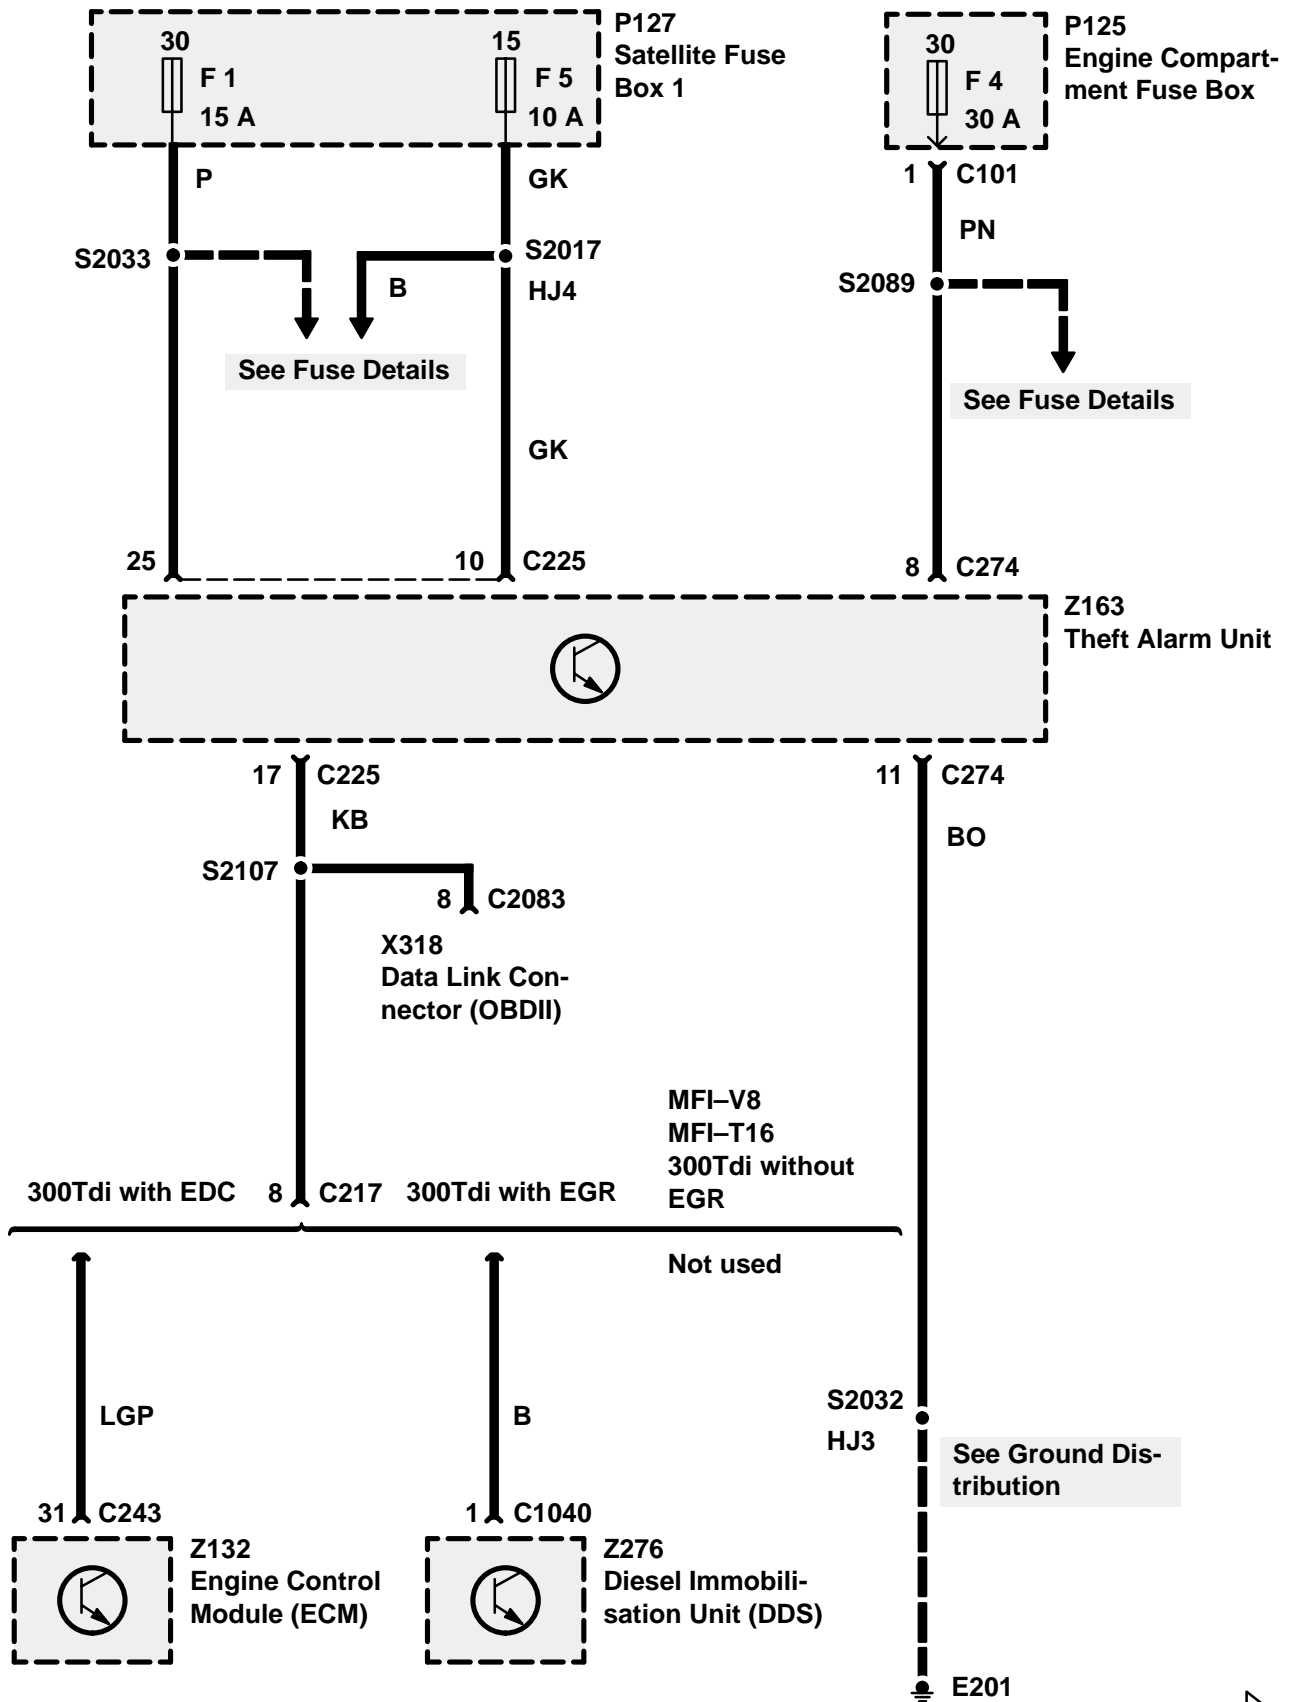 30
F 1
15 A
15
F 5
10 A
P127
Satellite Fuse
Box 1
30
F 4
30 A
P125
Engine Compart-
ment Fuse Box
1
C101
P
GK
PN
S2033
S2017
HJ4
B
S2089
See Fuse Details
See Fuse Details
GK
25
10
C225
8
C274
Z163
Theft Alarm Unit
17
C225
11
C274
KB
BO
S2107
8
C2083
X318
Data Link Con-
nector (OBDII)
MFI–V8
MFI–T16
300Tdi without
EGR
300Tdi with EDC
8
C217
300Tdi with EGR
Not used
LGP
B
S2032
HJ3
See Ground Dis-
tribution
31
C243
1
C1040
Z132
Engine Control
Module (ECM)
Z276
Diesel Immobili-
sation Unit (DDS)
E201